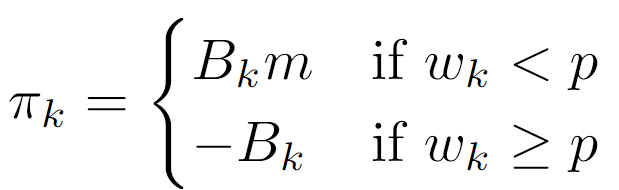 π_k = { B_k m if w_k < p
−B_k if w_k ≥ p